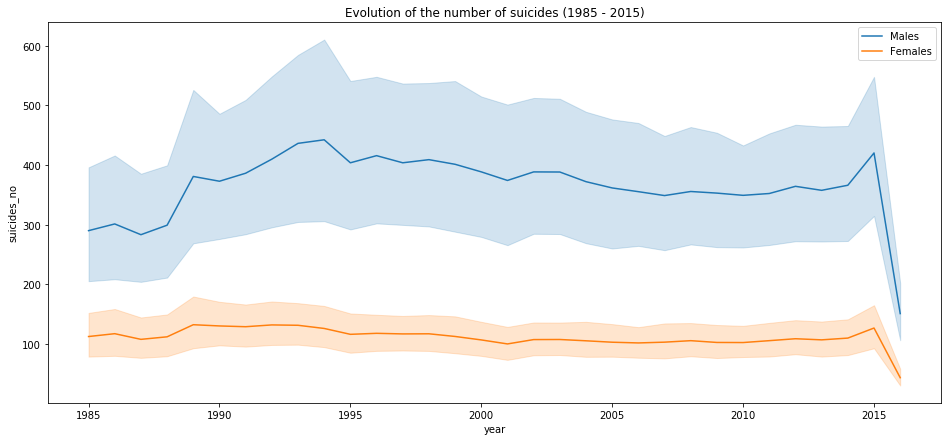 Evolution of the number of suicides (1985 - 2015)
Males
Females
600
500
400
300
200
100
suicides_no
1985 1990 1995 2000 2005 2010 2015
year